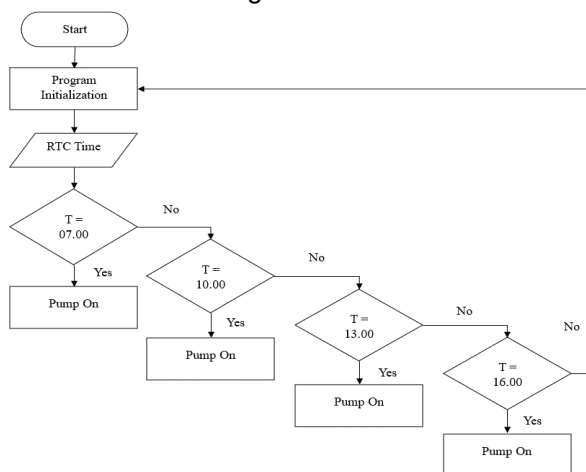 Start
Program
Initialization
RTC Time
T =
07.00
No
Yes
Pump On
T =
10.00
No
Yes
Pump On
T =
13.00
No
Yes
Pump On
T =
16.00
No
Yes
Pump On